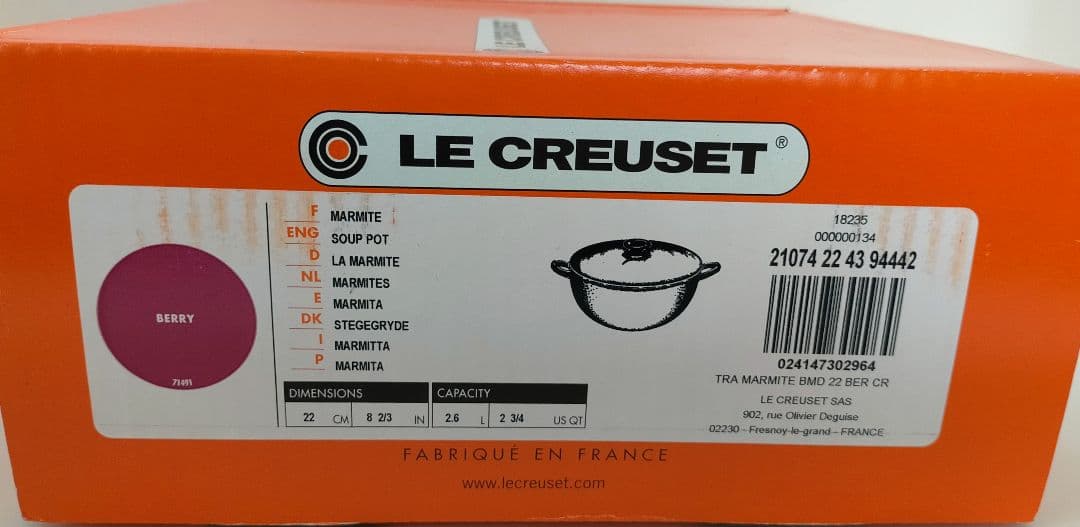 LE CREUSET
LE CREUSET®
BERRY
71491
F MARMITE
ENG SOUP POT
D LA MARMITE
NL MARMITES
E MARMITA
DK STEGEGRYDE
I MARMITTA
P MARMITA
DIMENSIONS CAPACITY
22 CM 8 2/3 IN 2.6 L 2 3/4 US QT
18235
000000134
21074 22 43 94442
024147302964
TRA MARMITE BMD 22 BER CR
LE CREUSET SAS
902, rue Olivier Deguise
02230 - Fresnoy-le-grand - FRANCE
FABRIQUÉ EN FRANCE
www.lecreuset.com